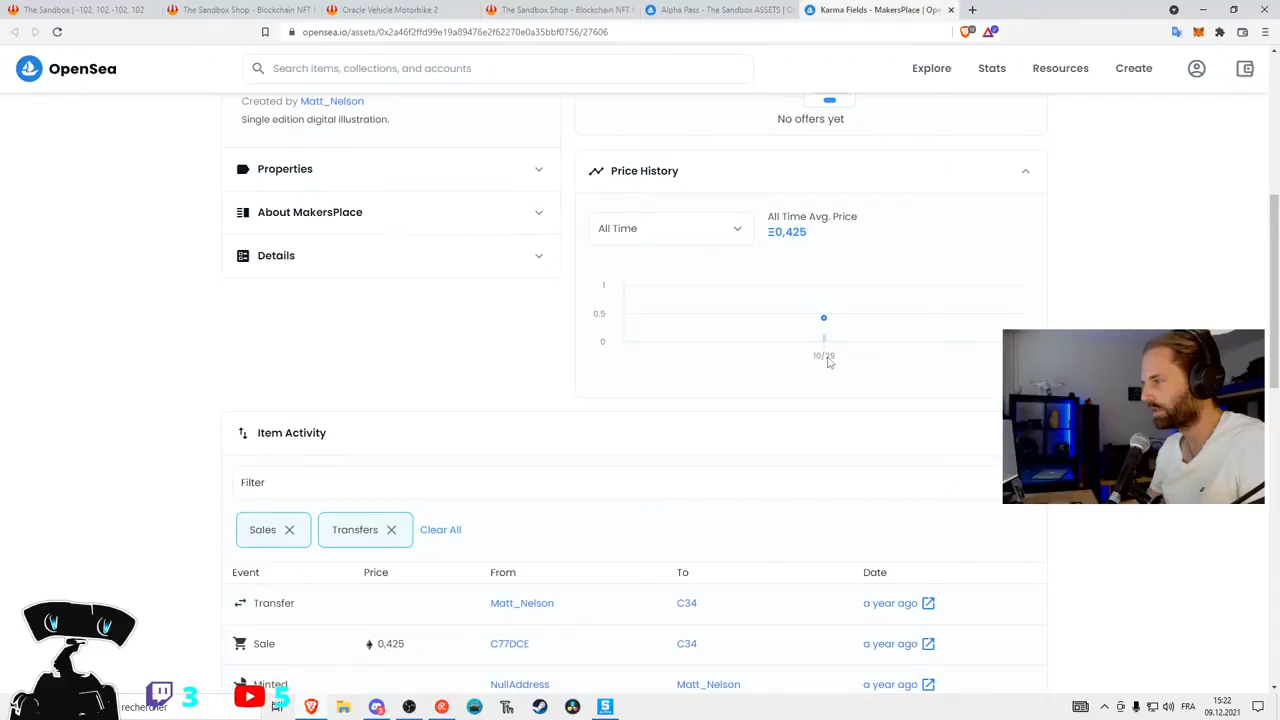 The Sandbox | -102, 102 -102, 102
The Sandbox Shop - Blockchain NFT
Oracle Vehicle Motorbike 2
The Sandbox Shop - Blockchain NFT
Alpha Pass - The Sandbox ASSETS | O
Karma Fields - MakersPlace | Ope
opensea.io/assets/0x2a46f2ffd99e19a89476e2f62270e0a35bbf0756/27606
OpenSea
Search items, collections, and accounts
Explore
Stats
Resources
Create
Created by Matt_Nelson
Single edition digital illustration.
No offers yet
Properties
Price History
About MakersPlace
All Time
All Time Avg. Price
Ξ0,425
Details
1
0.5
0
10/29
Item Activity
Filter
Sales
Transfers
Clear All
Event
Price
From
To
Date
Transfer
Matt_Nelson
C34
a year ago
Sale
0,425
C77DCE
C34
a year ago
Minted
NullAddress
Matt_Nelson
a year ago
3
5
rechercher
FRA
15:22
09.12.2021